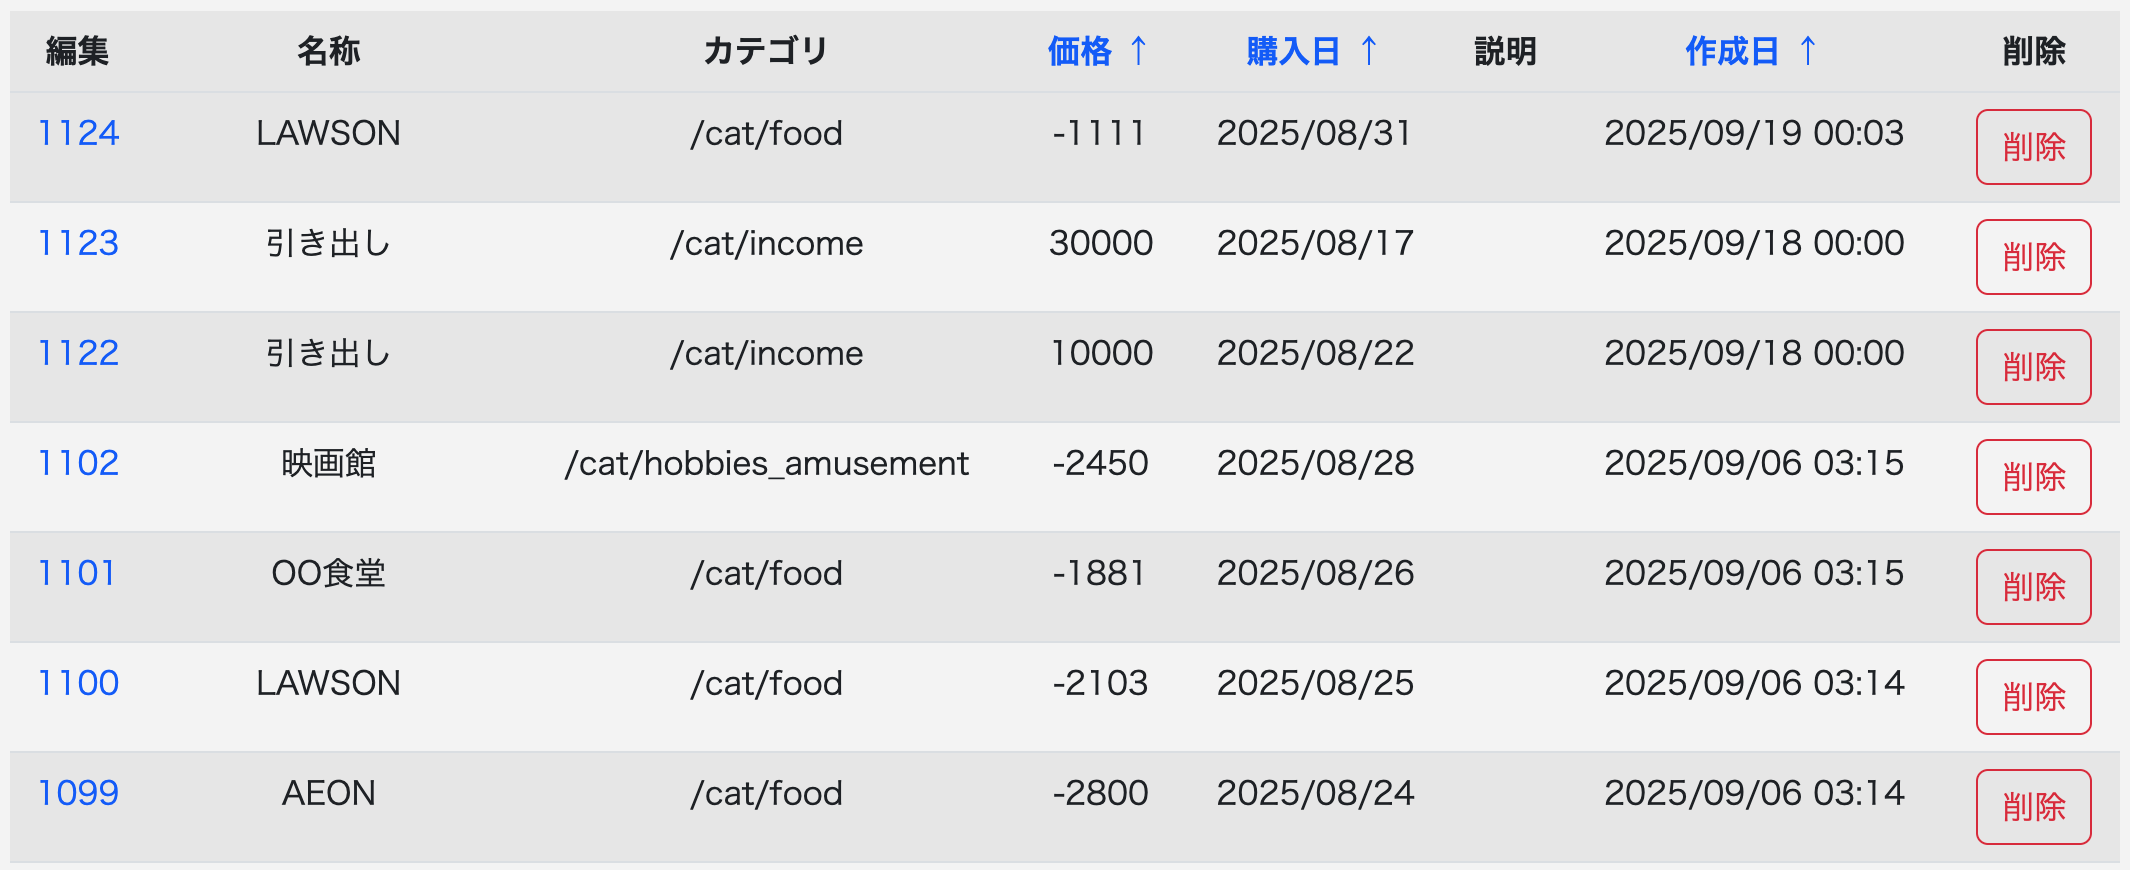 編集 名称 カテゴリ 価格 ↑ 購入日 ↑ 説明 作成日 ↑ 削除
1124 LAWSON /cat/food -1111 2025/08/31 2025/09/19 00:03 削除
1123 引き出し /cat/income 30000 2025/08/17 2025/09/18 00:00 削除
1122 引き出し /cat/income 10000 2025/08/22 2025/09/18 00:00 削除
1102 映画館 /cat/hobbies_amusement -2450 2025/08/28 2025/09/06 03:15 削除
1101 OO食堂 /cat/food -1881 2025/08/26 2025/09/06 03:15 削除
1100 LAWSON /cat/food -2103 2025/08/25 2025/09/06 03:14 削除
1099 AEON /cat/food -2800 2025/08/24 2025/09/06 03:14 削除